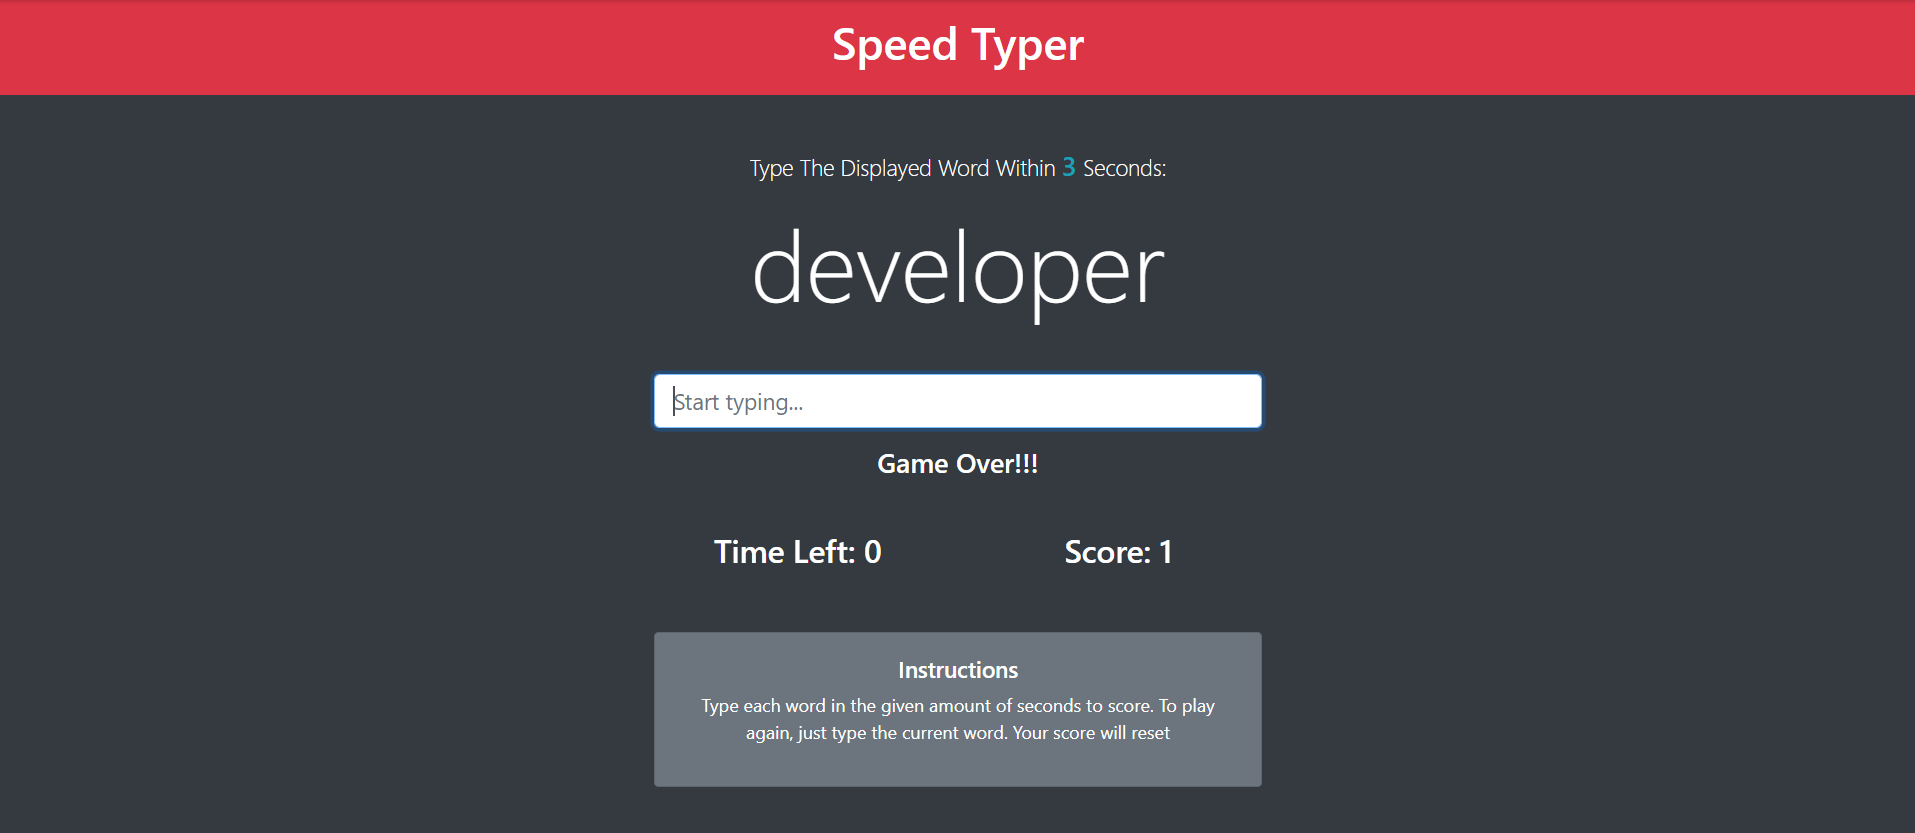 Speed Typer
Type The Displayed Word Within 3 Seconds:
developer
Start typing...
Game Over!!!
Time Left: 0 Score: 1
Instructions
Type each word in the given amount of seconds to score. To play
again, just type the current word. Your score will reset